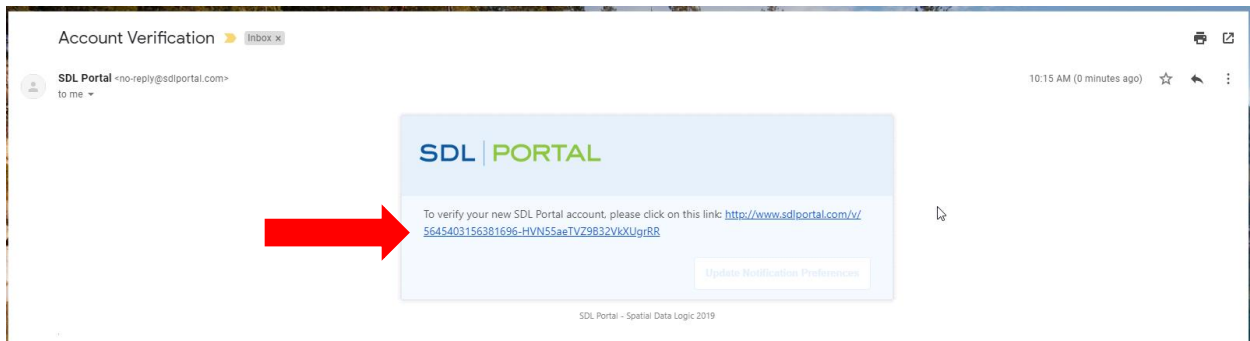 Account Verification Inbox x
SDL Portal <no-reply@sdlportal.com>
10:15 AM (0 minutes ago)
to me
SDL PORTAL
To verify your new SDL Portal account, please click on this link: http://www.sdlportal.com/v/
5645403156381696-HVN55aeTVZ9B32VkXUgrRR
Update Notification Preferences
SDL Portal - Spatial Data Logic 2019